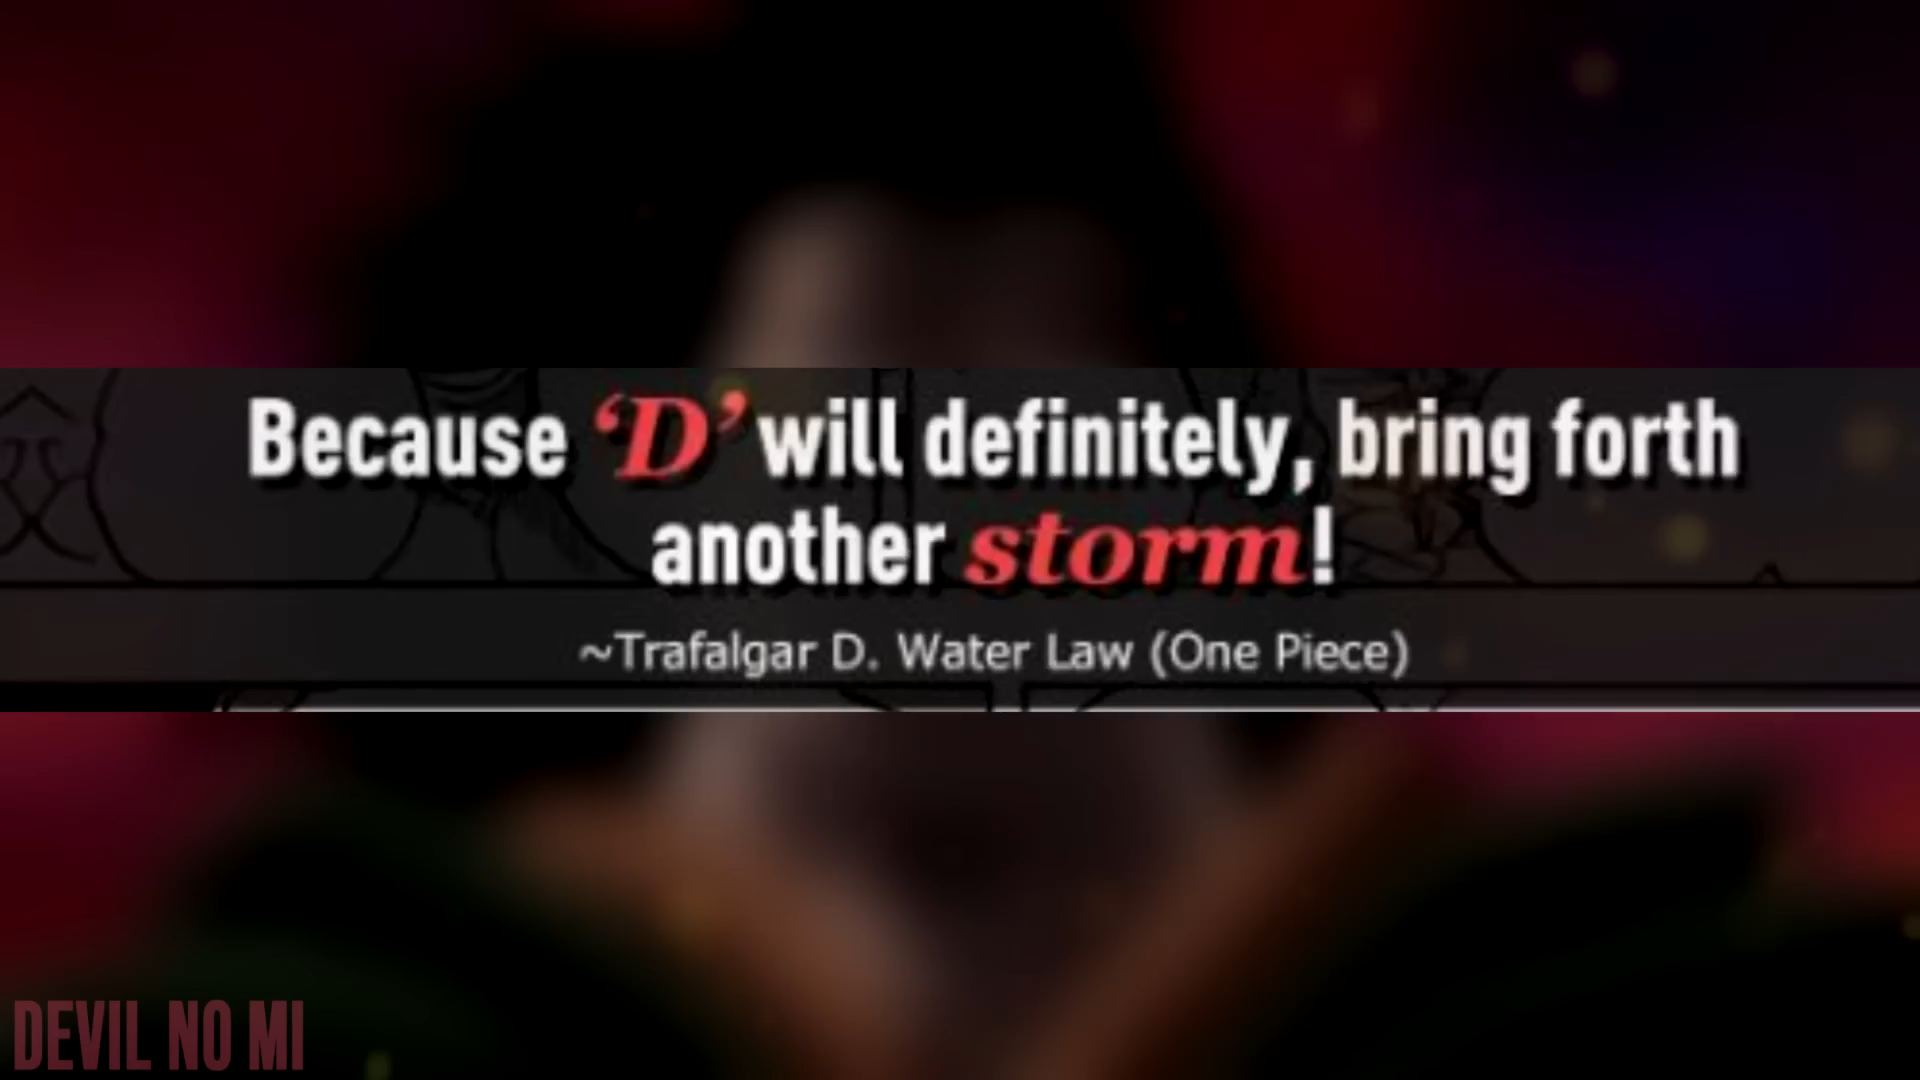 Because ‘D’ will definitely, bring forth
another storm!
~Trafalgar D. Water Law (One Piece)
DEVIL NO MI